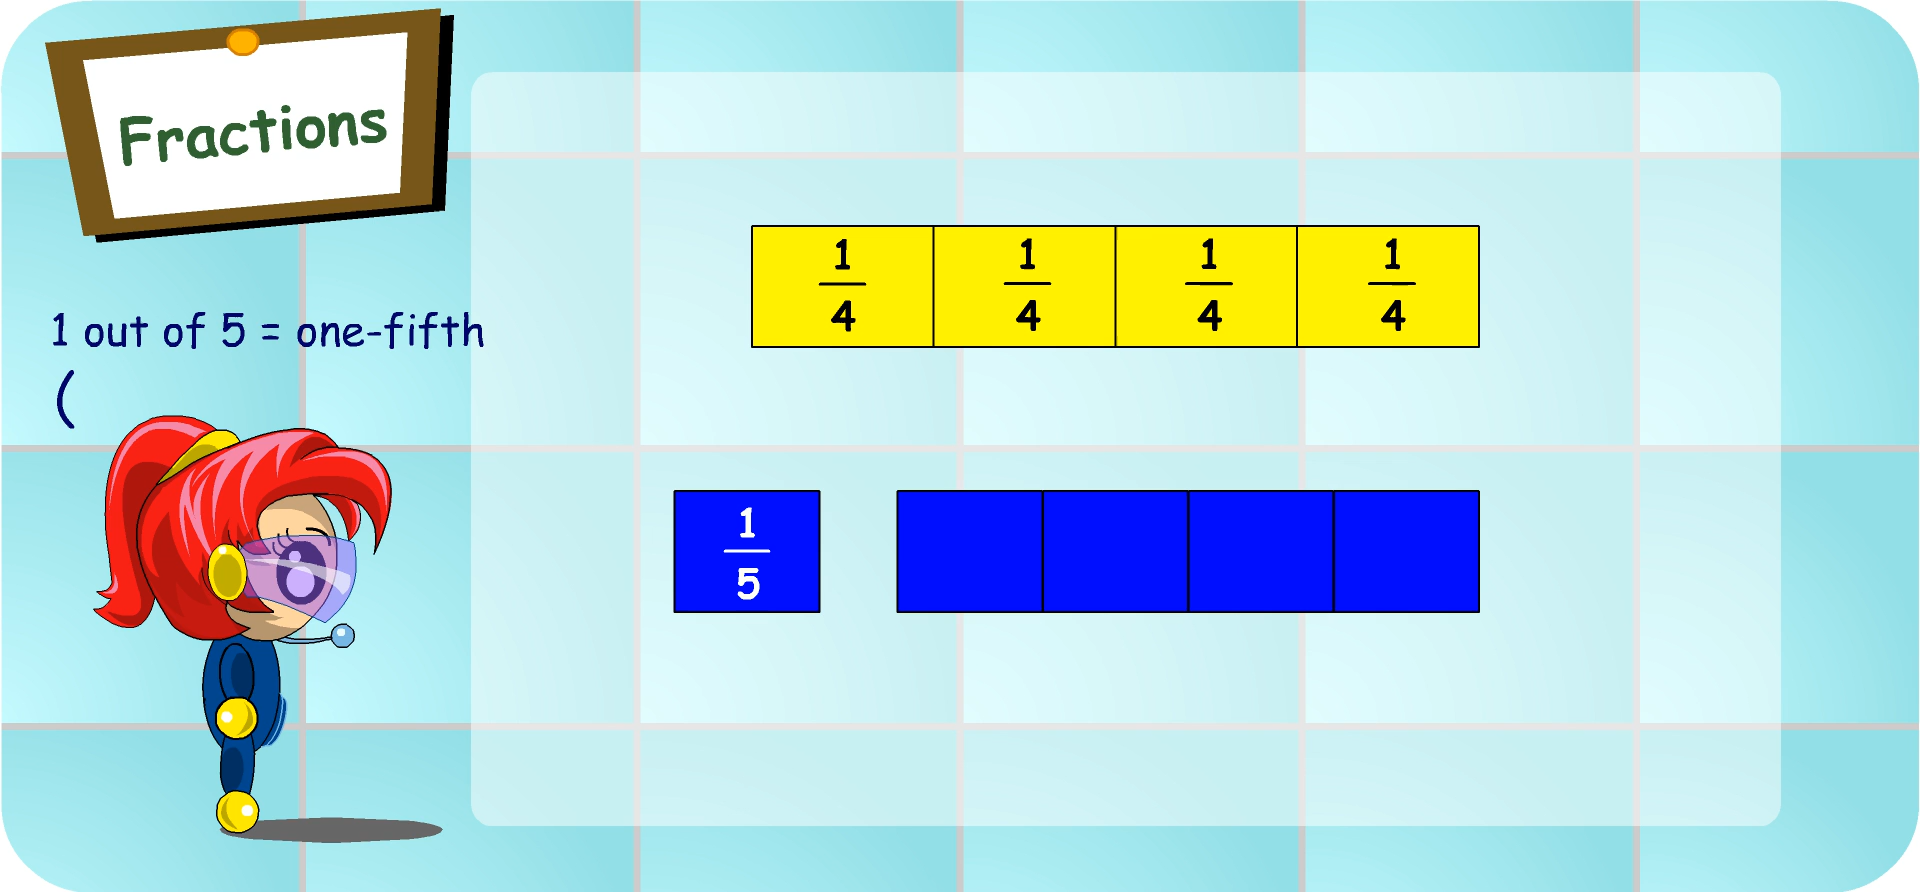 Fractions
1 out of 5 = one-fifth
(
1/4 1/4 1/4 1/4
1/5